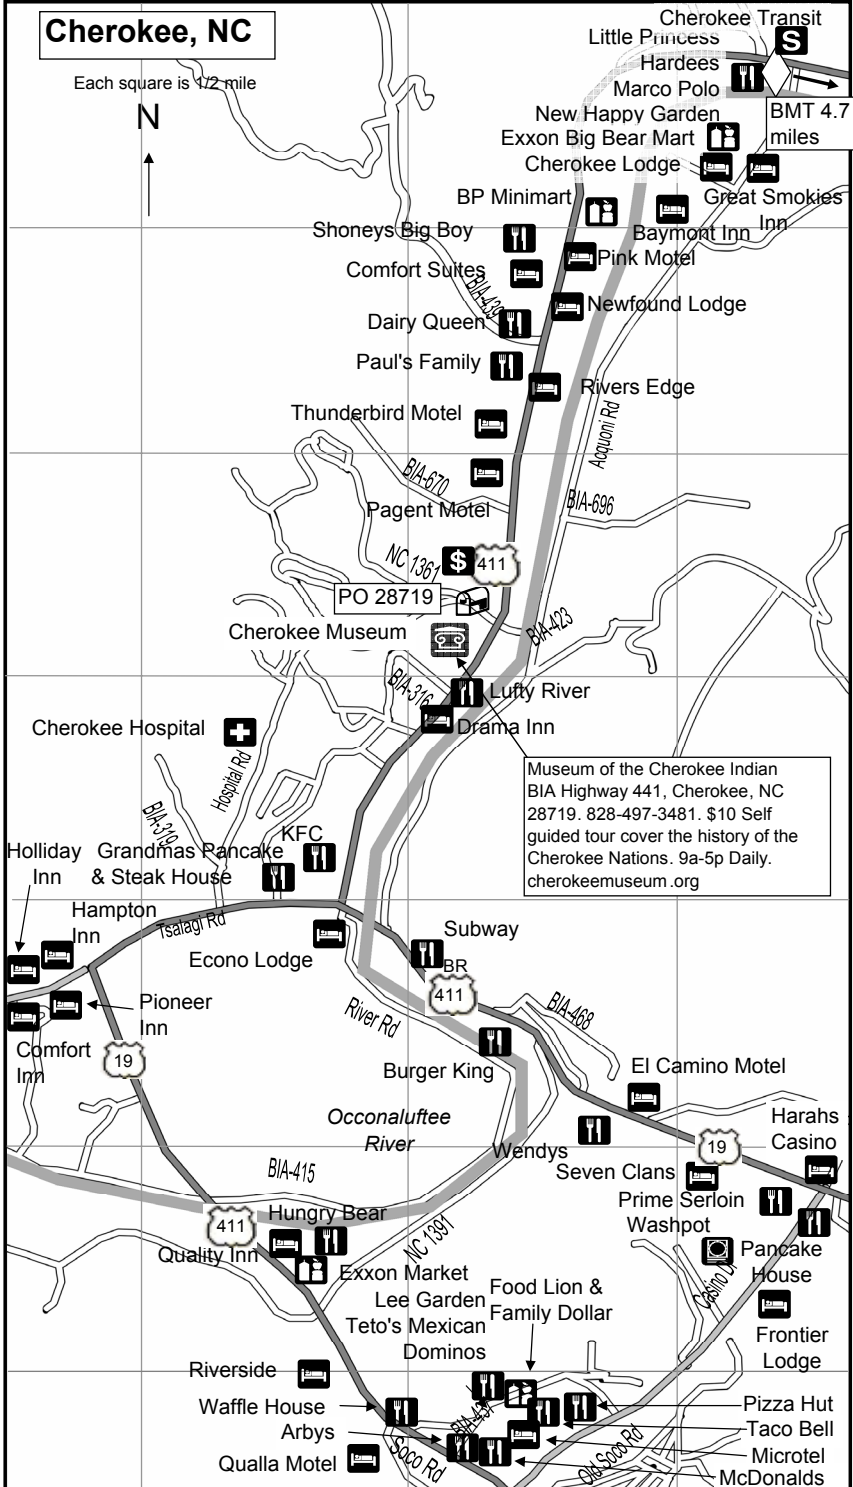 Cherokee, NC
Each square is 1/2 mile
N
Cherokee Transit
S
Little Princess
Hardees
Marco Polo
New Happy Garden
BMT 4.7
miles
Exxon Big Bear Mart
Cherokee Lodge
BP Minimart
Great Smokies
Inn
Baymont Inn
Shoneys Big Boy
Pink Motel
Comfort Suites
BIA-439
Newfound Lodge
Dairy Queen
Paul's Family
Rivers Edge
Acquoni Rd
Thunderbird Motel
BIA-670
BIA-696
Pagent Motel
NC 1361
$
411
PO 28719
BIA-423
Cherokee Museum
BIA-316
Lufty River
Drama Inn
Cherokee Hospital
Hospital Rd
Museum of the Cherokee Indian
BIA Highway 441, Cherokee, NC
28719. 828-497-3481. $10 Self
guided tour cover the history of the
Cherokee Nations. 9a-5p Daily.
cherokeemuseum.org
BIA-319
KFC
Holliday
Inn
Grandmas Pancake
& Steak House
Hampton
Inn
Tsalagi Rd
Subway
Econo Lodge
BR
411
Pioneer
Inn
River Rd
BIA-468
Comfort
Inn
19
Burger King
El Camino Motel
Occonaluftee
River
Harahs
Casino
Wendys
19
BIA-415
Seven Clans
Prime Serloin
Washpot
Hungry Bear
411
NC 1391
Quality Inn
Pancake
House
Exxon Market
Casino Dr
Lee Garden
Teto's Mexican
Dominos
Food Lion &
Family Dollar
Frontier
Lodge
Riverside
Waffle House
Pizza Hut
BIA-437
Arbys
Taco Bell
Soco Rd
Old Soco Rd
Microtel
Qualla Motel
McDonalds